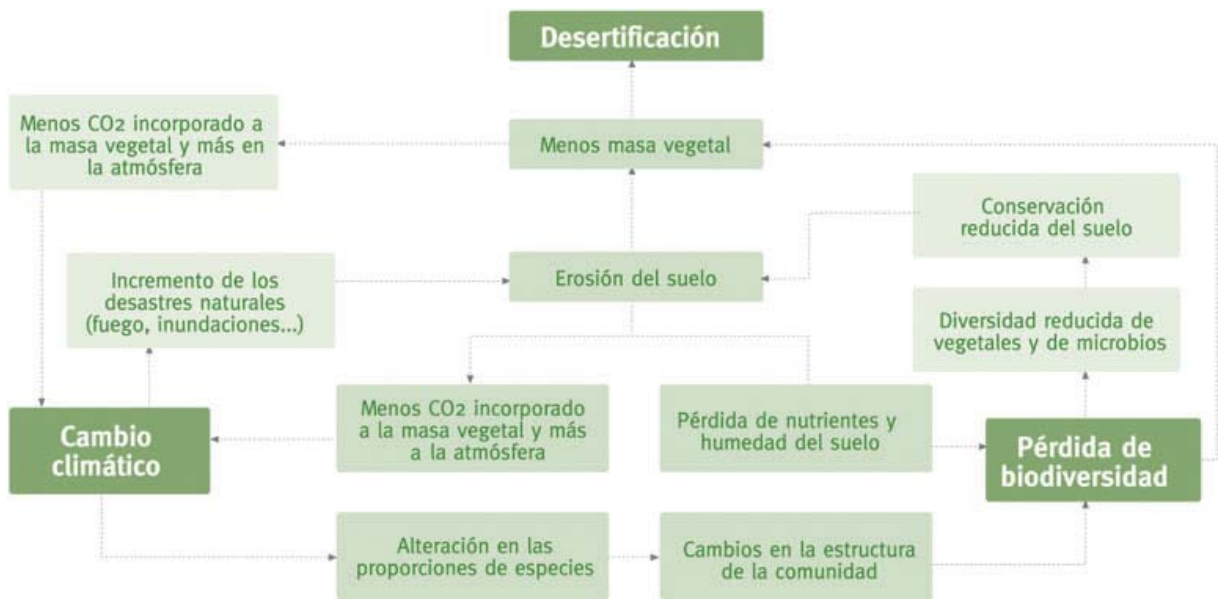 Desertificación
Menos CO2 incorporado a
la masa vegetal y más en
la atmósfera
Menos masa vegetal
Conservación
reducida del suelo
Incremento de los
desastres naturales
(fuego, inundaciones...)
Erosión del suelo
Diversidad reducida de
vegetales y de microbios
Cambio
climático
Menos CO2 incorporado
a la masa vegetal y más
a la atmósfera
Pérdida de nutrientes y
humedad del suelo
Pérdida de
biodiversidad
Alteración en las
proporciones de especies
Cambios en la estructura
de la comunidad